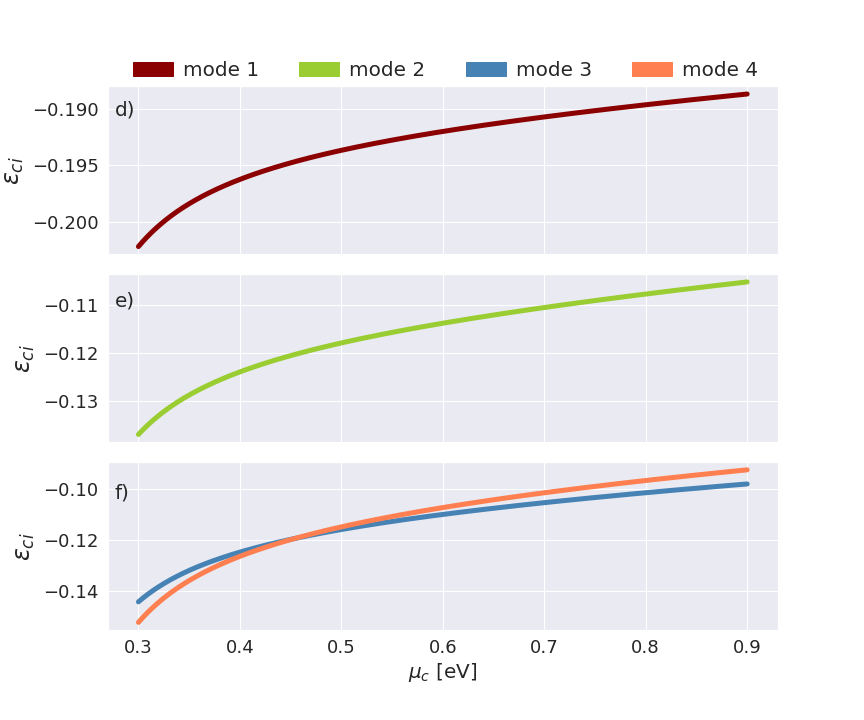 mode 1 mode 2 mode 3 mode 4
d)
−0.190
−0.195
−0.200
ε_ci
e)
−0.11
−0.12
−0.13
ε_ci
f)
−0.10
−0.12
−0.14
ε_ci
0.3 0.4 0.5 0.6 0.7 0.8 0.9
μ_c [eV]